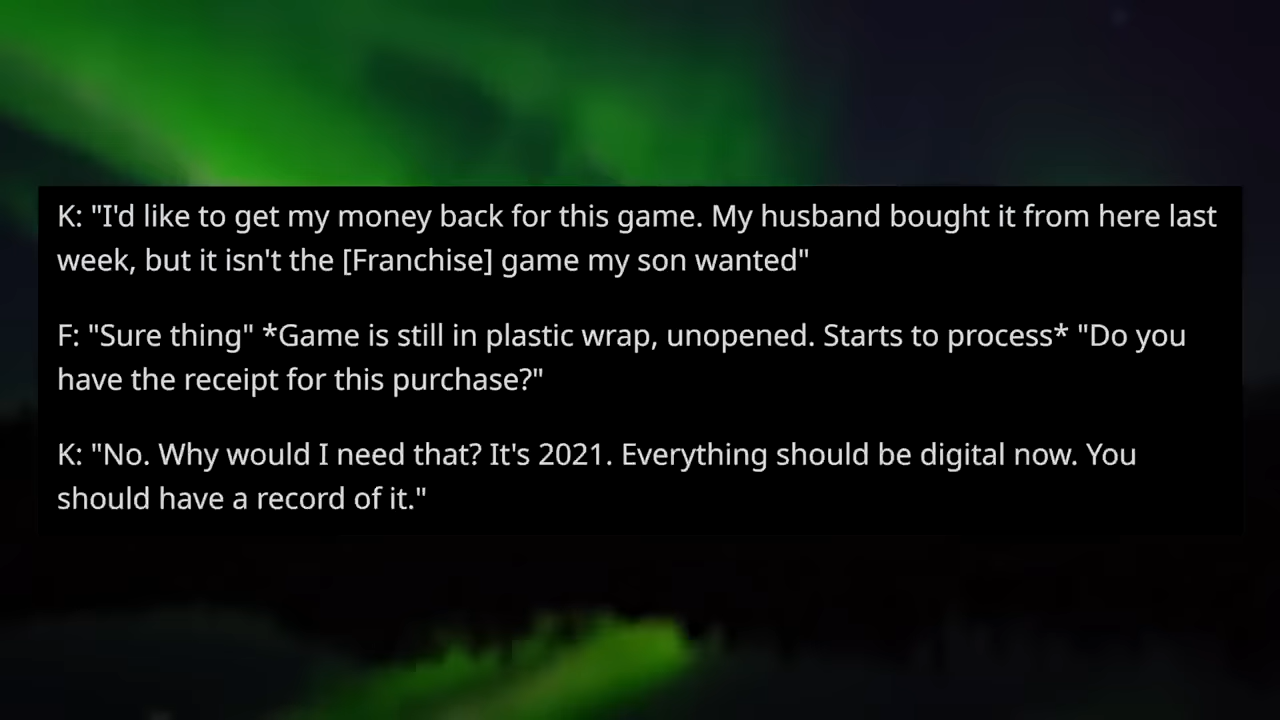 K: "I'd like to get my money back for this game. My husband bought it from here last
week, but it isn't the [Franchise] game my son wanted"
F: "Sure thing" *Game is still in plastic wrap, unopened. Starts to process* "Do you
have the receipt for this purchase?"
K: "No. Why would I need that? It's 2021. Everything should be digital now. You
should have a record of it."